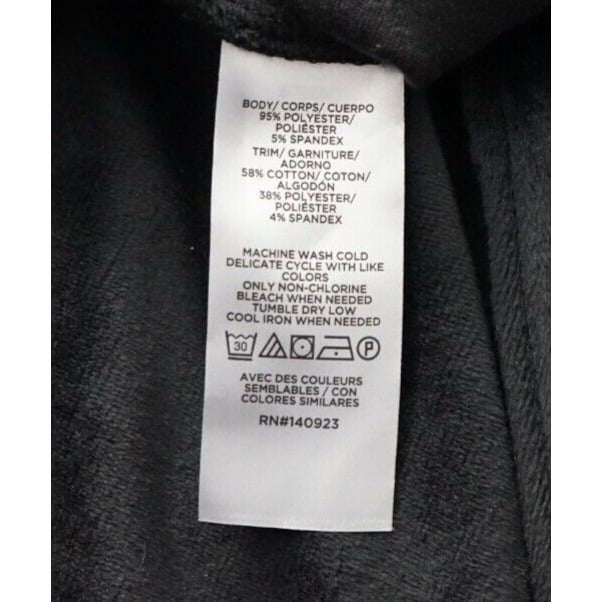 BODY/ CORPS/ CUERPO
95% POLYESTER/
POLIÉSTER
5% SPANDEX
TRIM/ GARNITURE/
ADORNO
58% COTTON/ COTON/
ALGODÓN
38% POLYESTER/
POLIÉSTER
4% SPANDEX
MACHINE WASH COLD
DELICATE CYCLE WITH LIKE
COLORS
ONLY NON-CHLORINE
BLEACH WHEN NEEDED
TUMBLE DRY LOW
COOL IRON WHEN NEEDED
30 P
AVEC DES COULEURS
SEMBLABLES / CON
COLORES SIMILARES
RN#140923